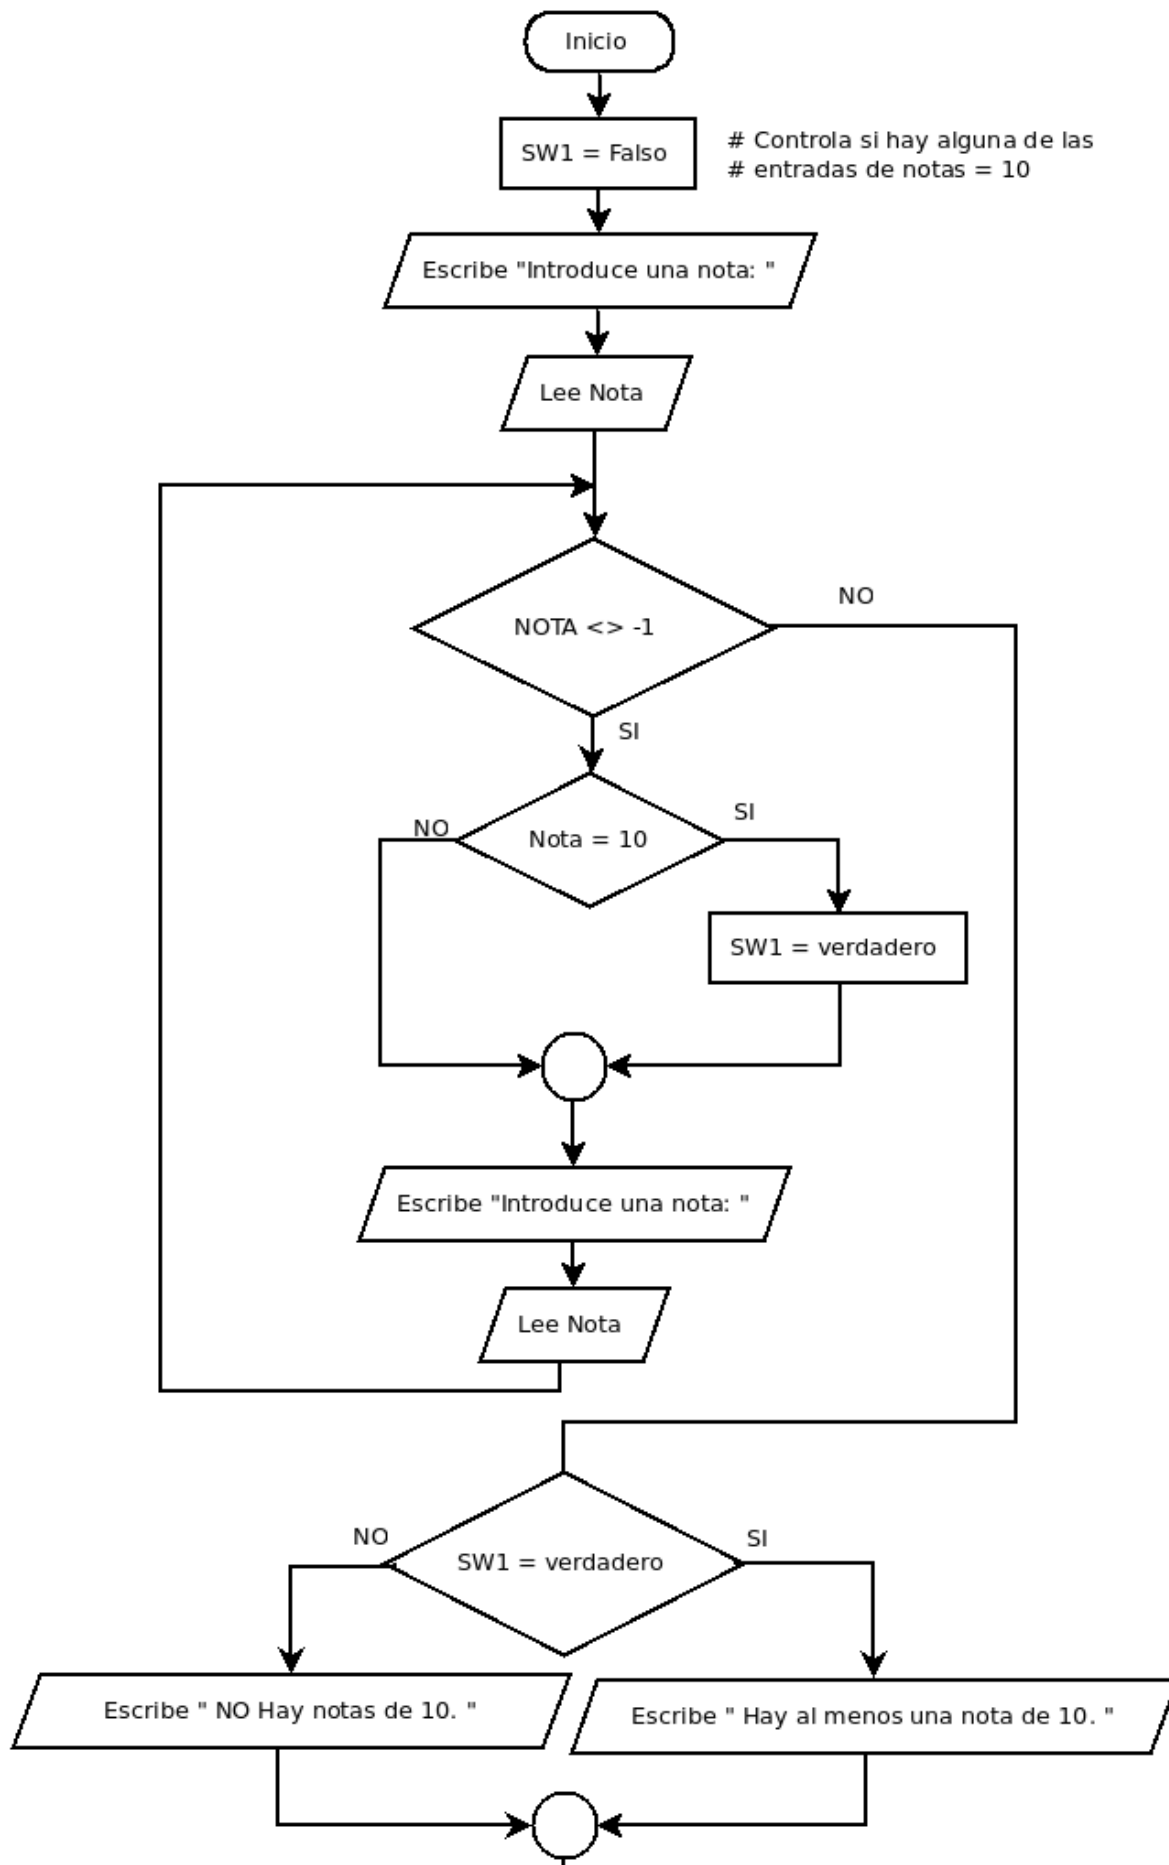 Inicio
SW1 = Falso
# Controla si hay alguna de las
# entradas de notas = 10
Escribe "Introduce una nota: "
Lee Nota
NO
NOTA <> -1
SI
NO
SI
Nota = 10
SW1 = verdadero
Escribe "Introduce una nota: "
Lee Nota
NO
SI
SW1 = verdadero
Escribe " NO Hay notas de 10. "
Escribe " Hay al menos una nota de 10. "